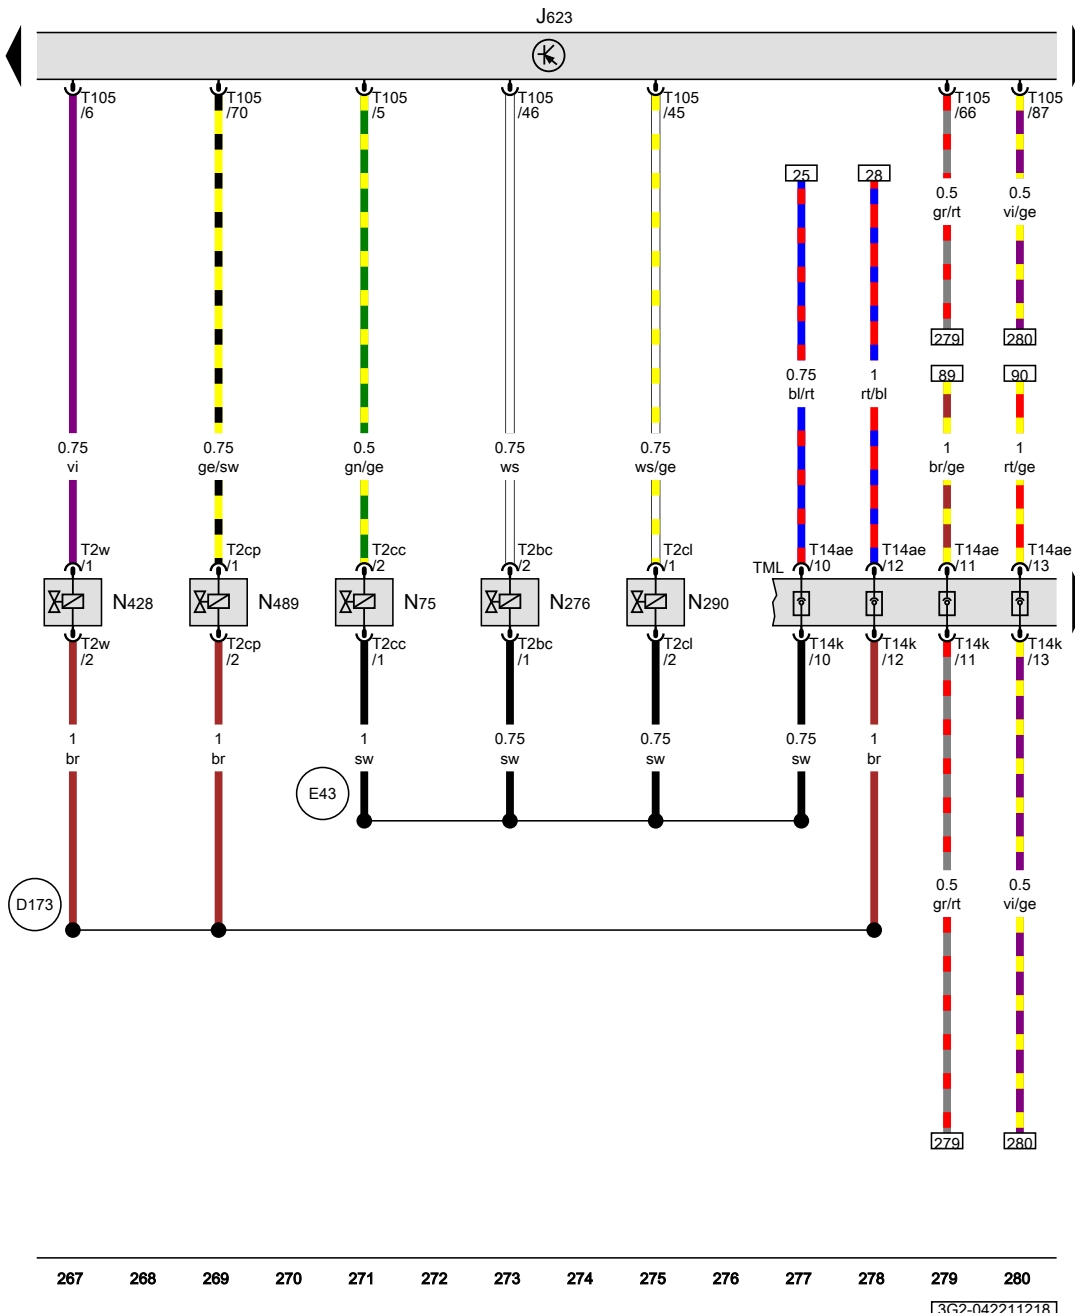 J623
T105 T105 T105 T105 T105 T105 T105
/6 /70 /5 /46 /45 /66 /87
25 28
0.5 0.5
gr/rt vi/ge
279 280
0.75 1 89 90
bl/rt rt/bl
0.75 0.75 0.5 0.75 0.75 1 1
vi ge/sw gn/ge ws ws/ge br/ge rt/ge
T2w T2cp T2cc T2bc T2cl T14ae T14ae T14ae T14ae
/1 /1 /2 /2 /1 TML /10 /12 /11 /13
N428 N489 N75 N276 N290
T2w T2cp T2cc T2bc T2cl T14k T14k T14k T14k
/2 /2 /1 /1 /2 /10 /12 /11 /13
1 1 1 0.75 0.75 0.75 1
br br sw sw sw sw br
E43
0.5 0.5
D173 gr/rt vi/ge
279 280
267 268 269 270 271 272 273 274 275 276 277 278 279 280
3G2-042211218